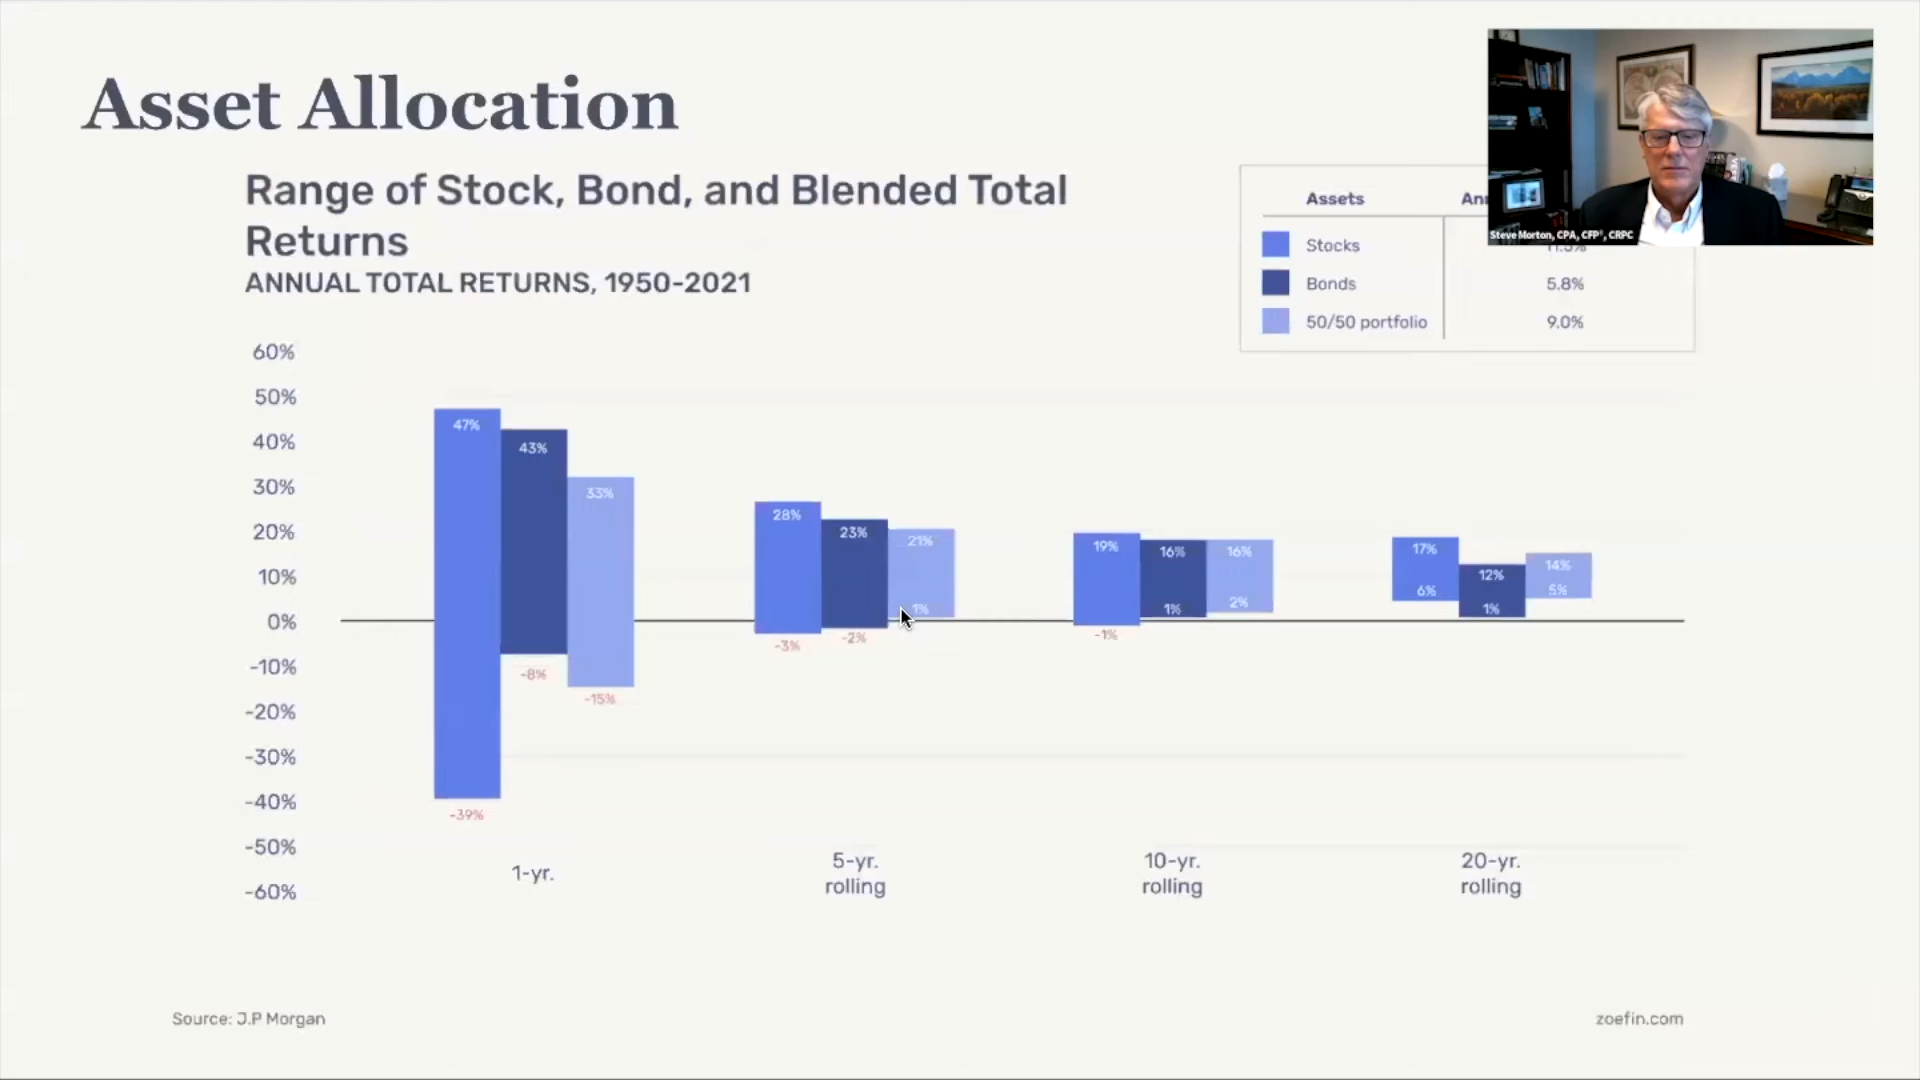 Asset Allocation
Range of Stock, Bond, and Blended Total
Returns
ANNUAL TOTAL RETURNS, 1950-2021
Assets
Stocks
Bonds 5.8%
50/50 portfolio 9.0%
Steve Morton, CPA, CFP®, CRPC
60%
50%
40%
30%
20%
10%
0%
-10%
-20%
-30%
-40%
-50%
-60%
47%
43%
33%
-39%
-8%
-15%
28%
23%
21%
1%
-3%
-2%
19%
16%
16%
1%
2%
-1%
17%
12%
14%
6%
1%
5%
1-yr.
5-yr.
rolling
10-yr.
rolling
20-yr.
rolling
Source: J.P Morgan
zoefin.com